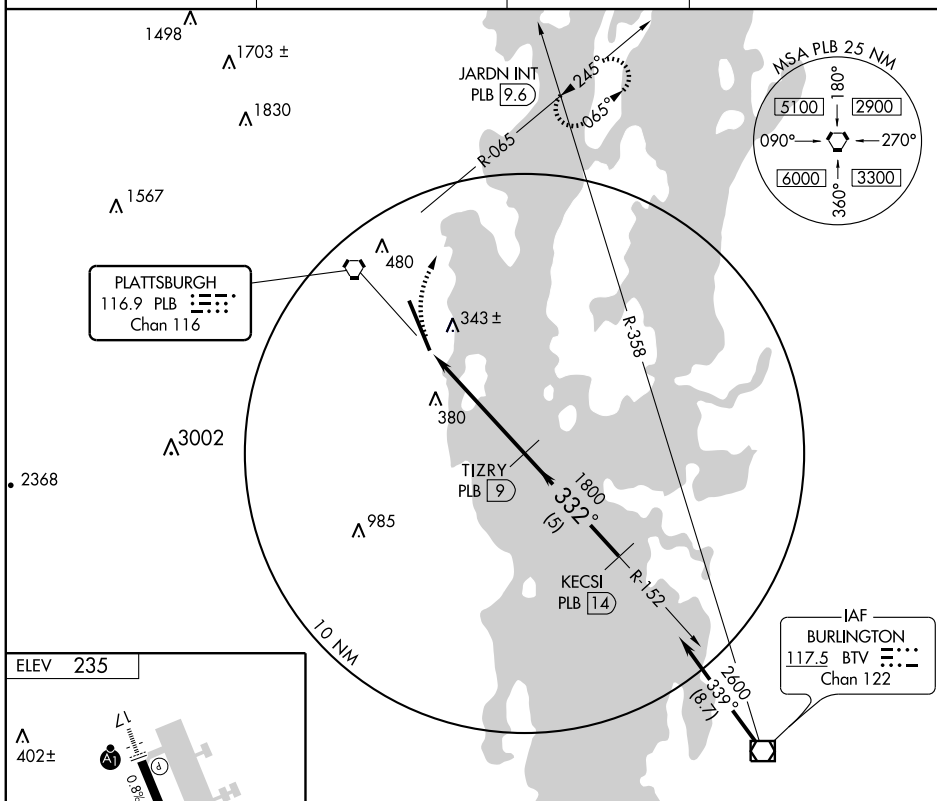 1498
1703 ±
1830
1567
JARDN INT
PLB 9.6
245°
065°
R-065
MSA PLB 25 NM
180°
5100
2900
090°
270°
6000
3300
360°
480
PLATTSBURGH
116.9 PLB
Chan 116
343 ±
R-358
380
3002
2368
TIZRY
PLB 9
1800
332°
(5)
985
KECSI
PLB 14
R-152
10 NM
IAF
BURLINGTON
117.5 BTV
Chan 122
2600
339°
(8.7)
ELEV 235
402±
17
A1
P
0.8%